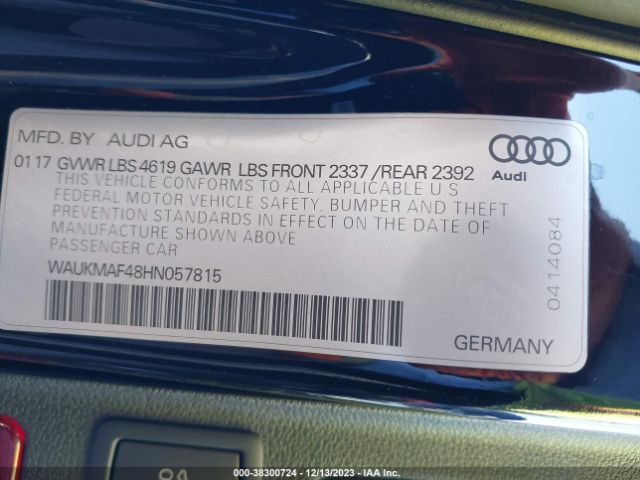 MFD. BY AUDI AG
01 17 GVWR LBS 4619 GAWR LBS FRONT 2337 /REAR 2392
THIS VEHICLE CONFORMS TO ALL APPLICABLE U S
FEDERAL MOTOR VEHICLE SAFETY, BUMPER AND THEFT
PREVENTION STANDARDS IN EFFECT ON THE DATE OF
MANUFACTURE SHOWN ABOVE
PASSENGER CAR
WAUKMAF48HN057815
Audi
0414084
GERMANY
000-38300724 - 12/13/2023 - IAA Inc.